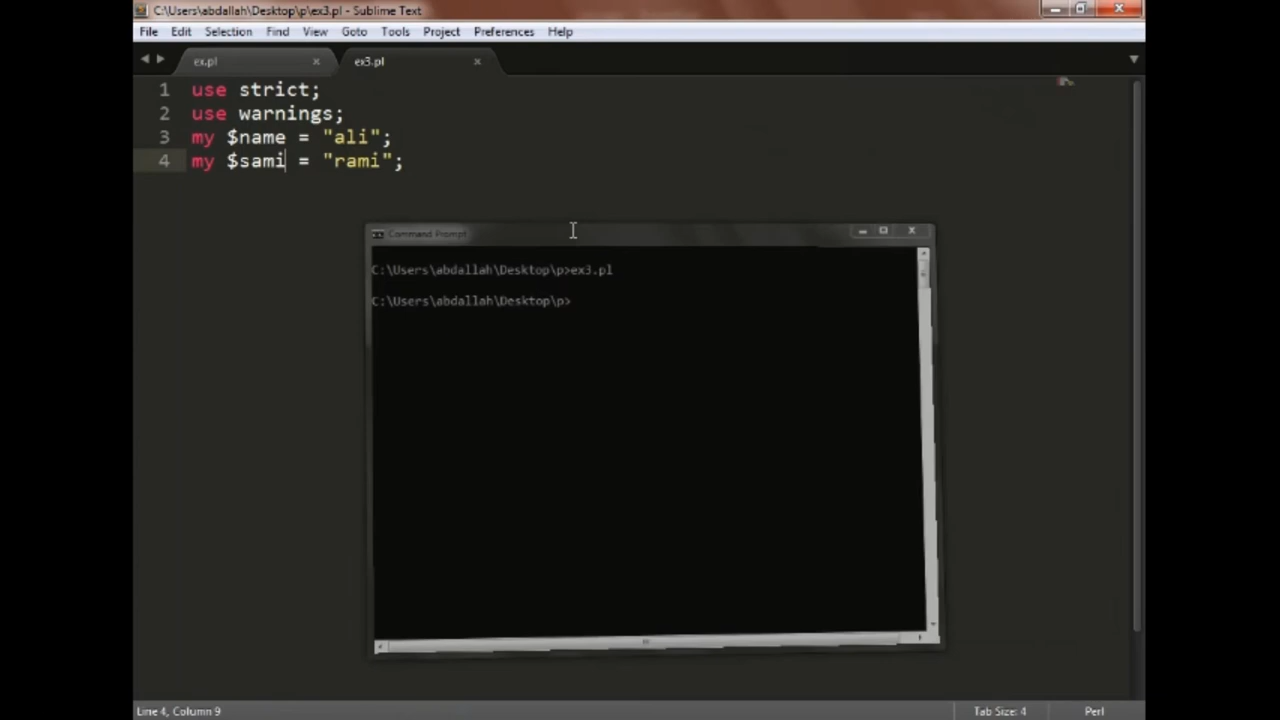 C:\Users\abdallah\Desktop\p\ex3.pl - Sublime Text
File Edit Selection Find View Goto Tools Project Preferences Help
ex.pl ex3.pl
1 use strict;
2 use warnings;
3 my $name = "ali";
4 my $sami = "rami";
Command Prompt
C:\Users\abdallah\Desktop\p>ex3.pl
C:\Users\abdallah\Desktop\p>
Line 4, Column 9 Tab Size: 4 Perl